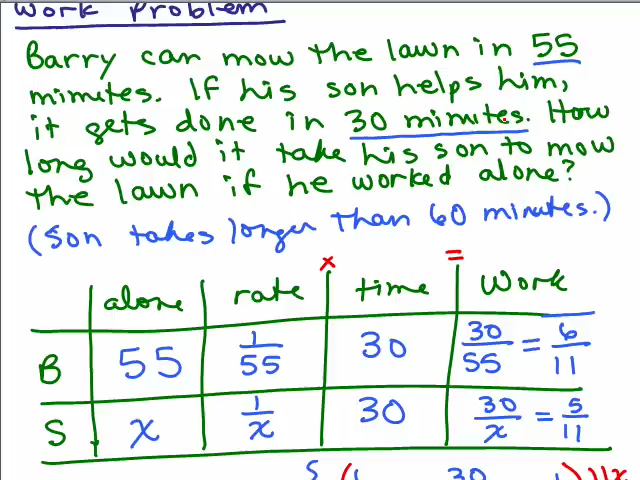 Work Problem
Barry can mow the lawn in 55
minutes. If his son helps him,
it gets done in 30 minutes. How
long would it take his son to mow
the lawn if he worked alone?
(Son takes longer than 60 minutes.)
x =
alone rate time Work
B 55 1/55 30 30/55 = 6/11
S x 1/x 30 30/x = 5/11
30 11x